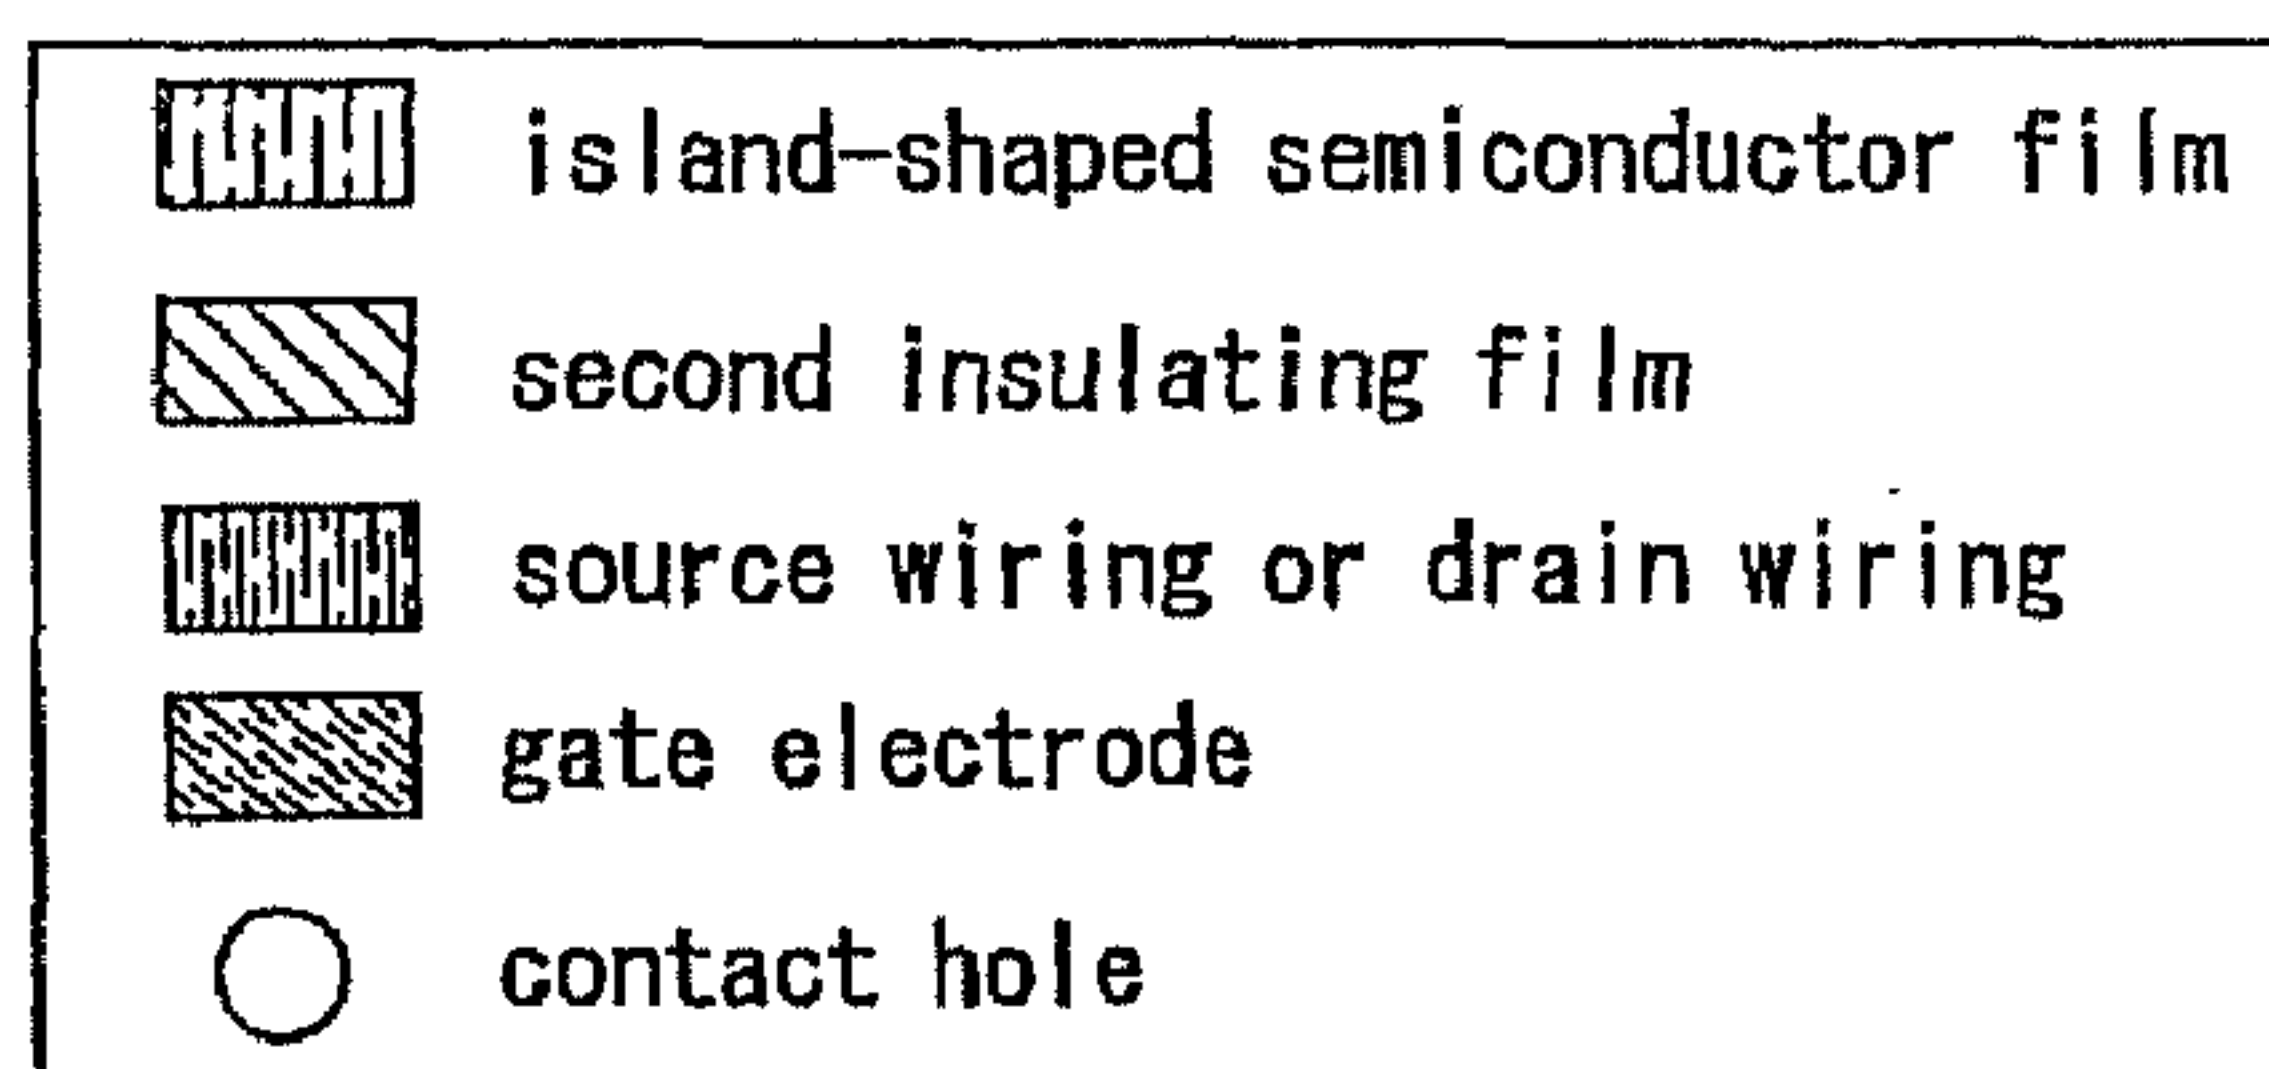 island-shaped semiconductor film
second insulating film
source wiring or drain wiring
gate electrode
contact hole